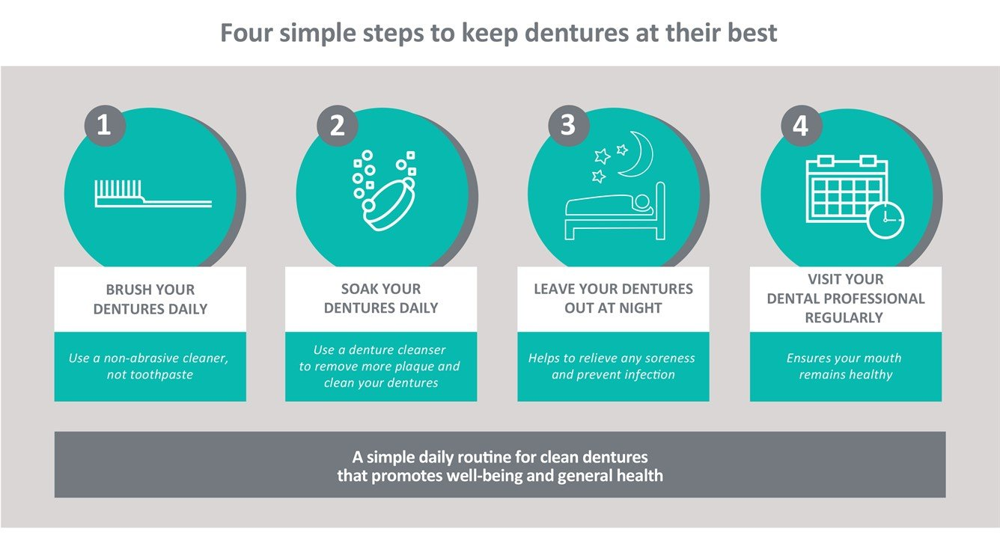 Four simple steps to keep dentures at their best
1
BRUSH YOUR
DENTURES DAILY
Use a non-abrasive cleaner,
not toothpaste
2
SOAK YOUR
DENTURES DAILY
Use a denture cleanser
to remove more plaque and
clean your dentures
3
LEAVE YOUR DENTURES
OUT AT NIGHT
Helps to relieve any soreness
and prevent infection
4
VISIT YOUR
DENTAL PROFESSIONAL
REGULARLY
Ensures your mouth
remains healthy
A simple daily routine for clean dentures
that promotes well-being and general health